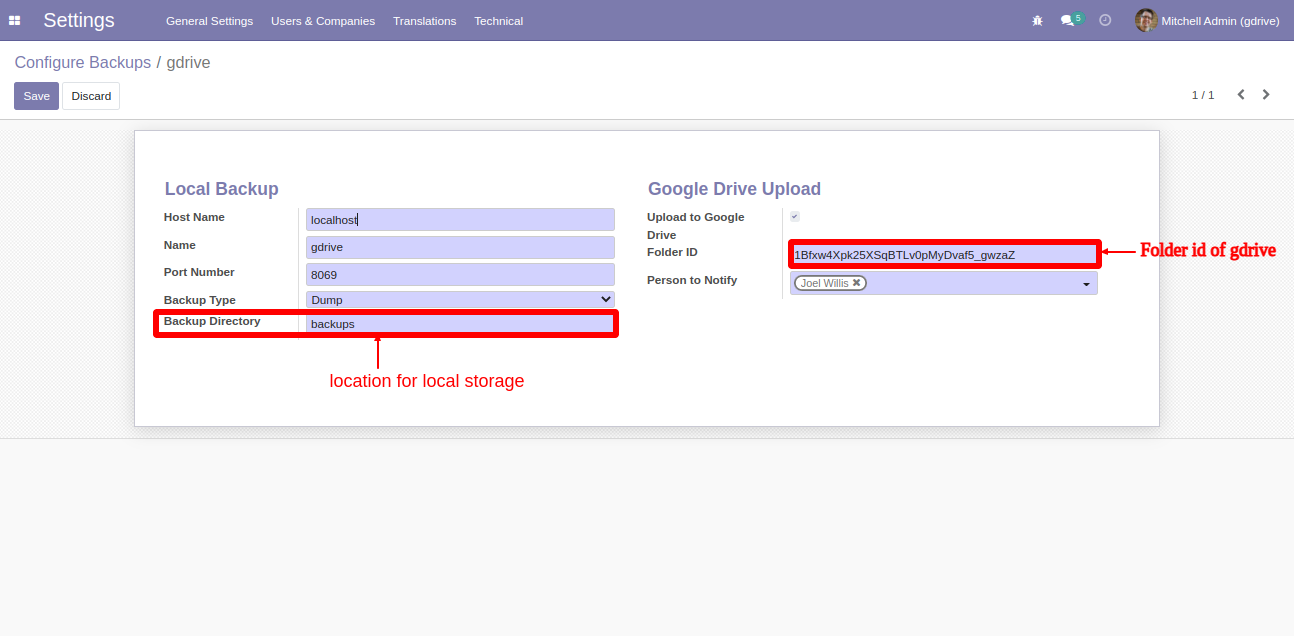 Settings
General Settings
Users & Companies
Translations
Technical
5
Mitchell Admin (gdrive)
Configure Backups / gdrive
Save
Discard
1 / 1
Local Backup
Host Name
localhost
Name
gdrive
Port Number
8069
Backup Type
Dump
Backup Directory
backups
location for local storage
Google Drive Upload
Upload to Google
Drive
Folder ID
1Bfxw4Xpk25XSqBTLv0pMyDvaf5_gwzaZ
Folder id of gdrive
Person to Notify
Joel Willis